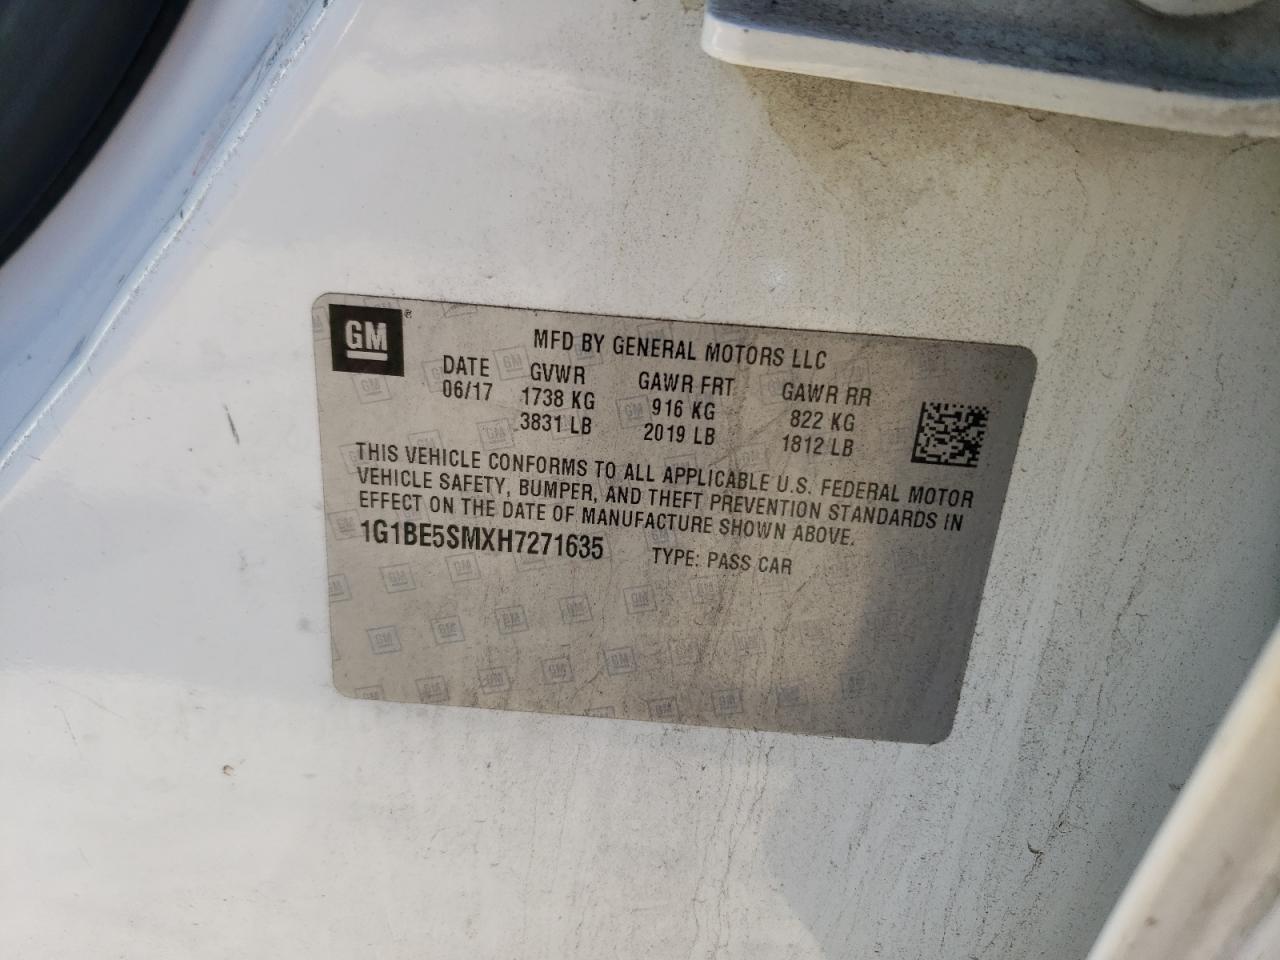 GM®
MFD BY GENERAL MOTORS LLC
DATE GVWR GAWR FRT GAWR RR
06/17 1738 KG 916 KG 822 KG
3831 LB 2019 LB 1812 LB
THIS VEHICLE CONFORMS TO ALL APPLICABLE U.S. FEDERAL MOTOR
VEHICLE SAFETY, BUMPER, AND THEFT PREVENTION STANDARDS IN
EFFECT ON THE DATE OF MANUFACTURE SHOWN ABOVE.
1G1BE5SMXH7271635 TYPE: PASS CAR